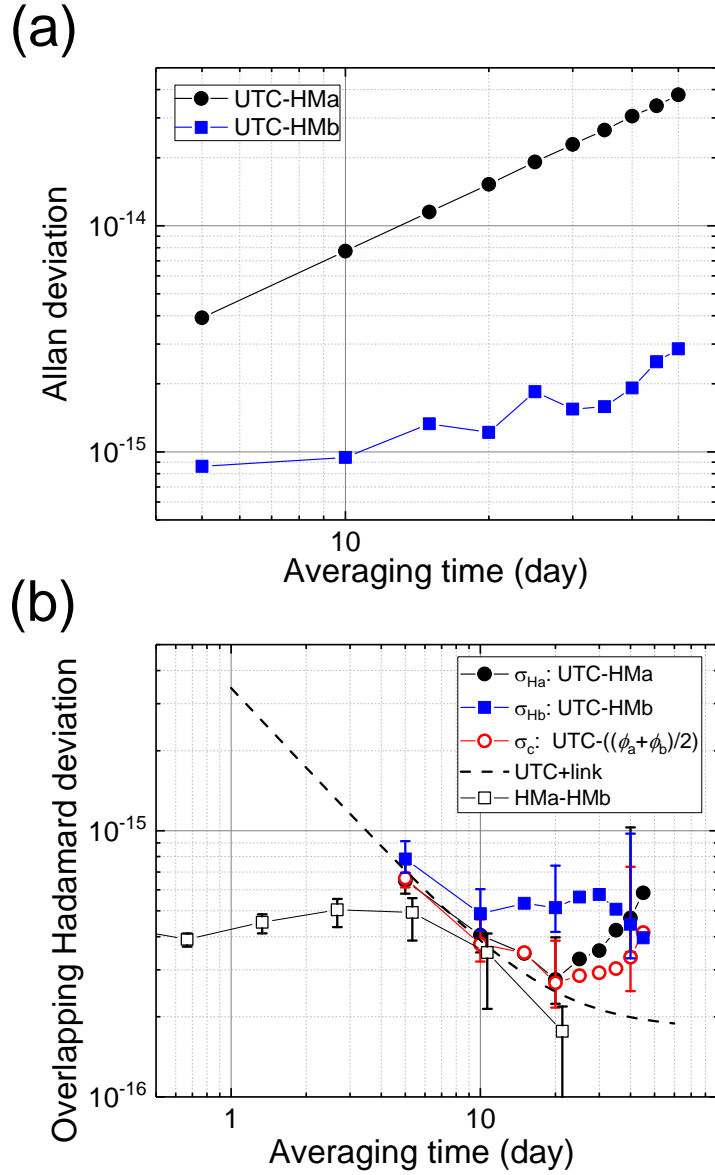 (a)
UTC-HMa
UTC-HMb
10⁻¹⁴
10⁻¹⁵
Allan deviation
10
Averaging time (day)
(b)
σHa: UTC-HMa
σHb: UTC-HMb
σc: UTC-((ϕa+ϕb)/2)
UTC+link
HMa-HMb
10⁻¹⁵
10⁻¹⁶
Overlapping Hadamard deviation
1
10
Averaging time (day)